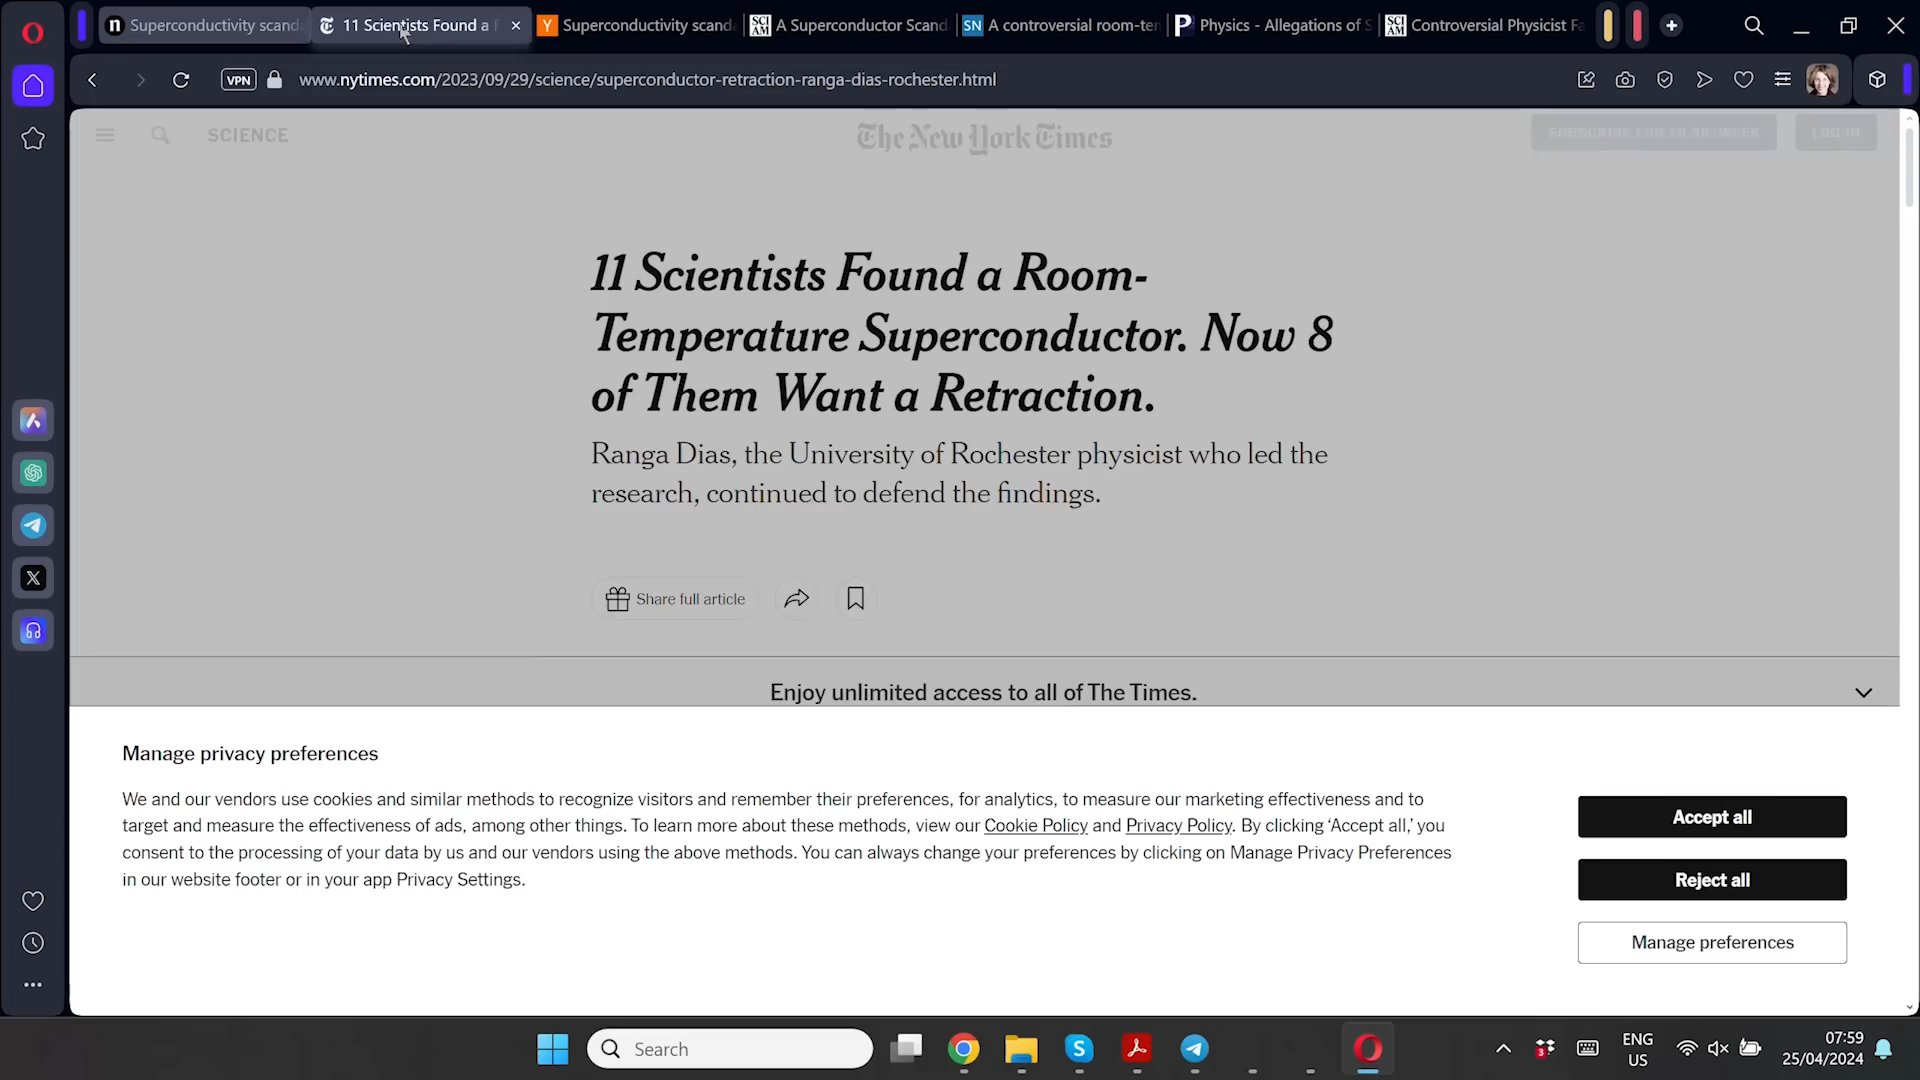 Superconductivity scand
11 Scientists Found a
Superconductivity scanda
A Superconductor Scand
A controversial room-ten
Physics - Allegations of S
Controversial Physicist Fa
VPN
www.nytimes.com/2023/09/29/science/superconductor-retraction-ranga-dias-rochester.html
SCIENCE
The New York Times
LOG IN
11 Scientists Found a Room-
Temperature Superconductor. Now 8
of Them Want a Retraction.
Ranga Dias, the University of Rochester physicist who led the
research, continued to defend the findings.
Share full article
Enjoy unlimited access to all of The Times.
Manage privacy preferences
We and our vendors use cookies and similar methods to recognize visitors and remember their preferences, for analytics, to measure our marketing effectiveness and to
target and measure the effectiveness of ads, among other things. To learn more about these methods, view our Cookie Policy and Privacy Policy. By clicking ‘Accept all,’ you
consent to the processing of your data by us and our vendors using the above methods. You can always change your preferences by clicking on Manage Privacy Preferences
in our website footer or in your app Privacy Settings.
Accept all
Reject all
Manage preferences
Search
ENG
US
07:59
25/04/2024